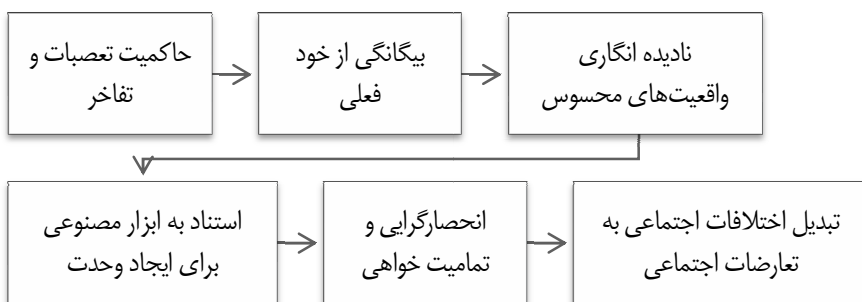 حاکمیت تعصبات و
تفاخر
بیگانگی از خود
فعلی
نادیده انگاری
واقعیت‌های محسوس
استناد به ابزار مصنوعی
برای ایجاد وحدت
انحصارگرایی و
تمامیت خواهی
تبدیل اختلافات اجتماعی به
تعارضات اجتماعی